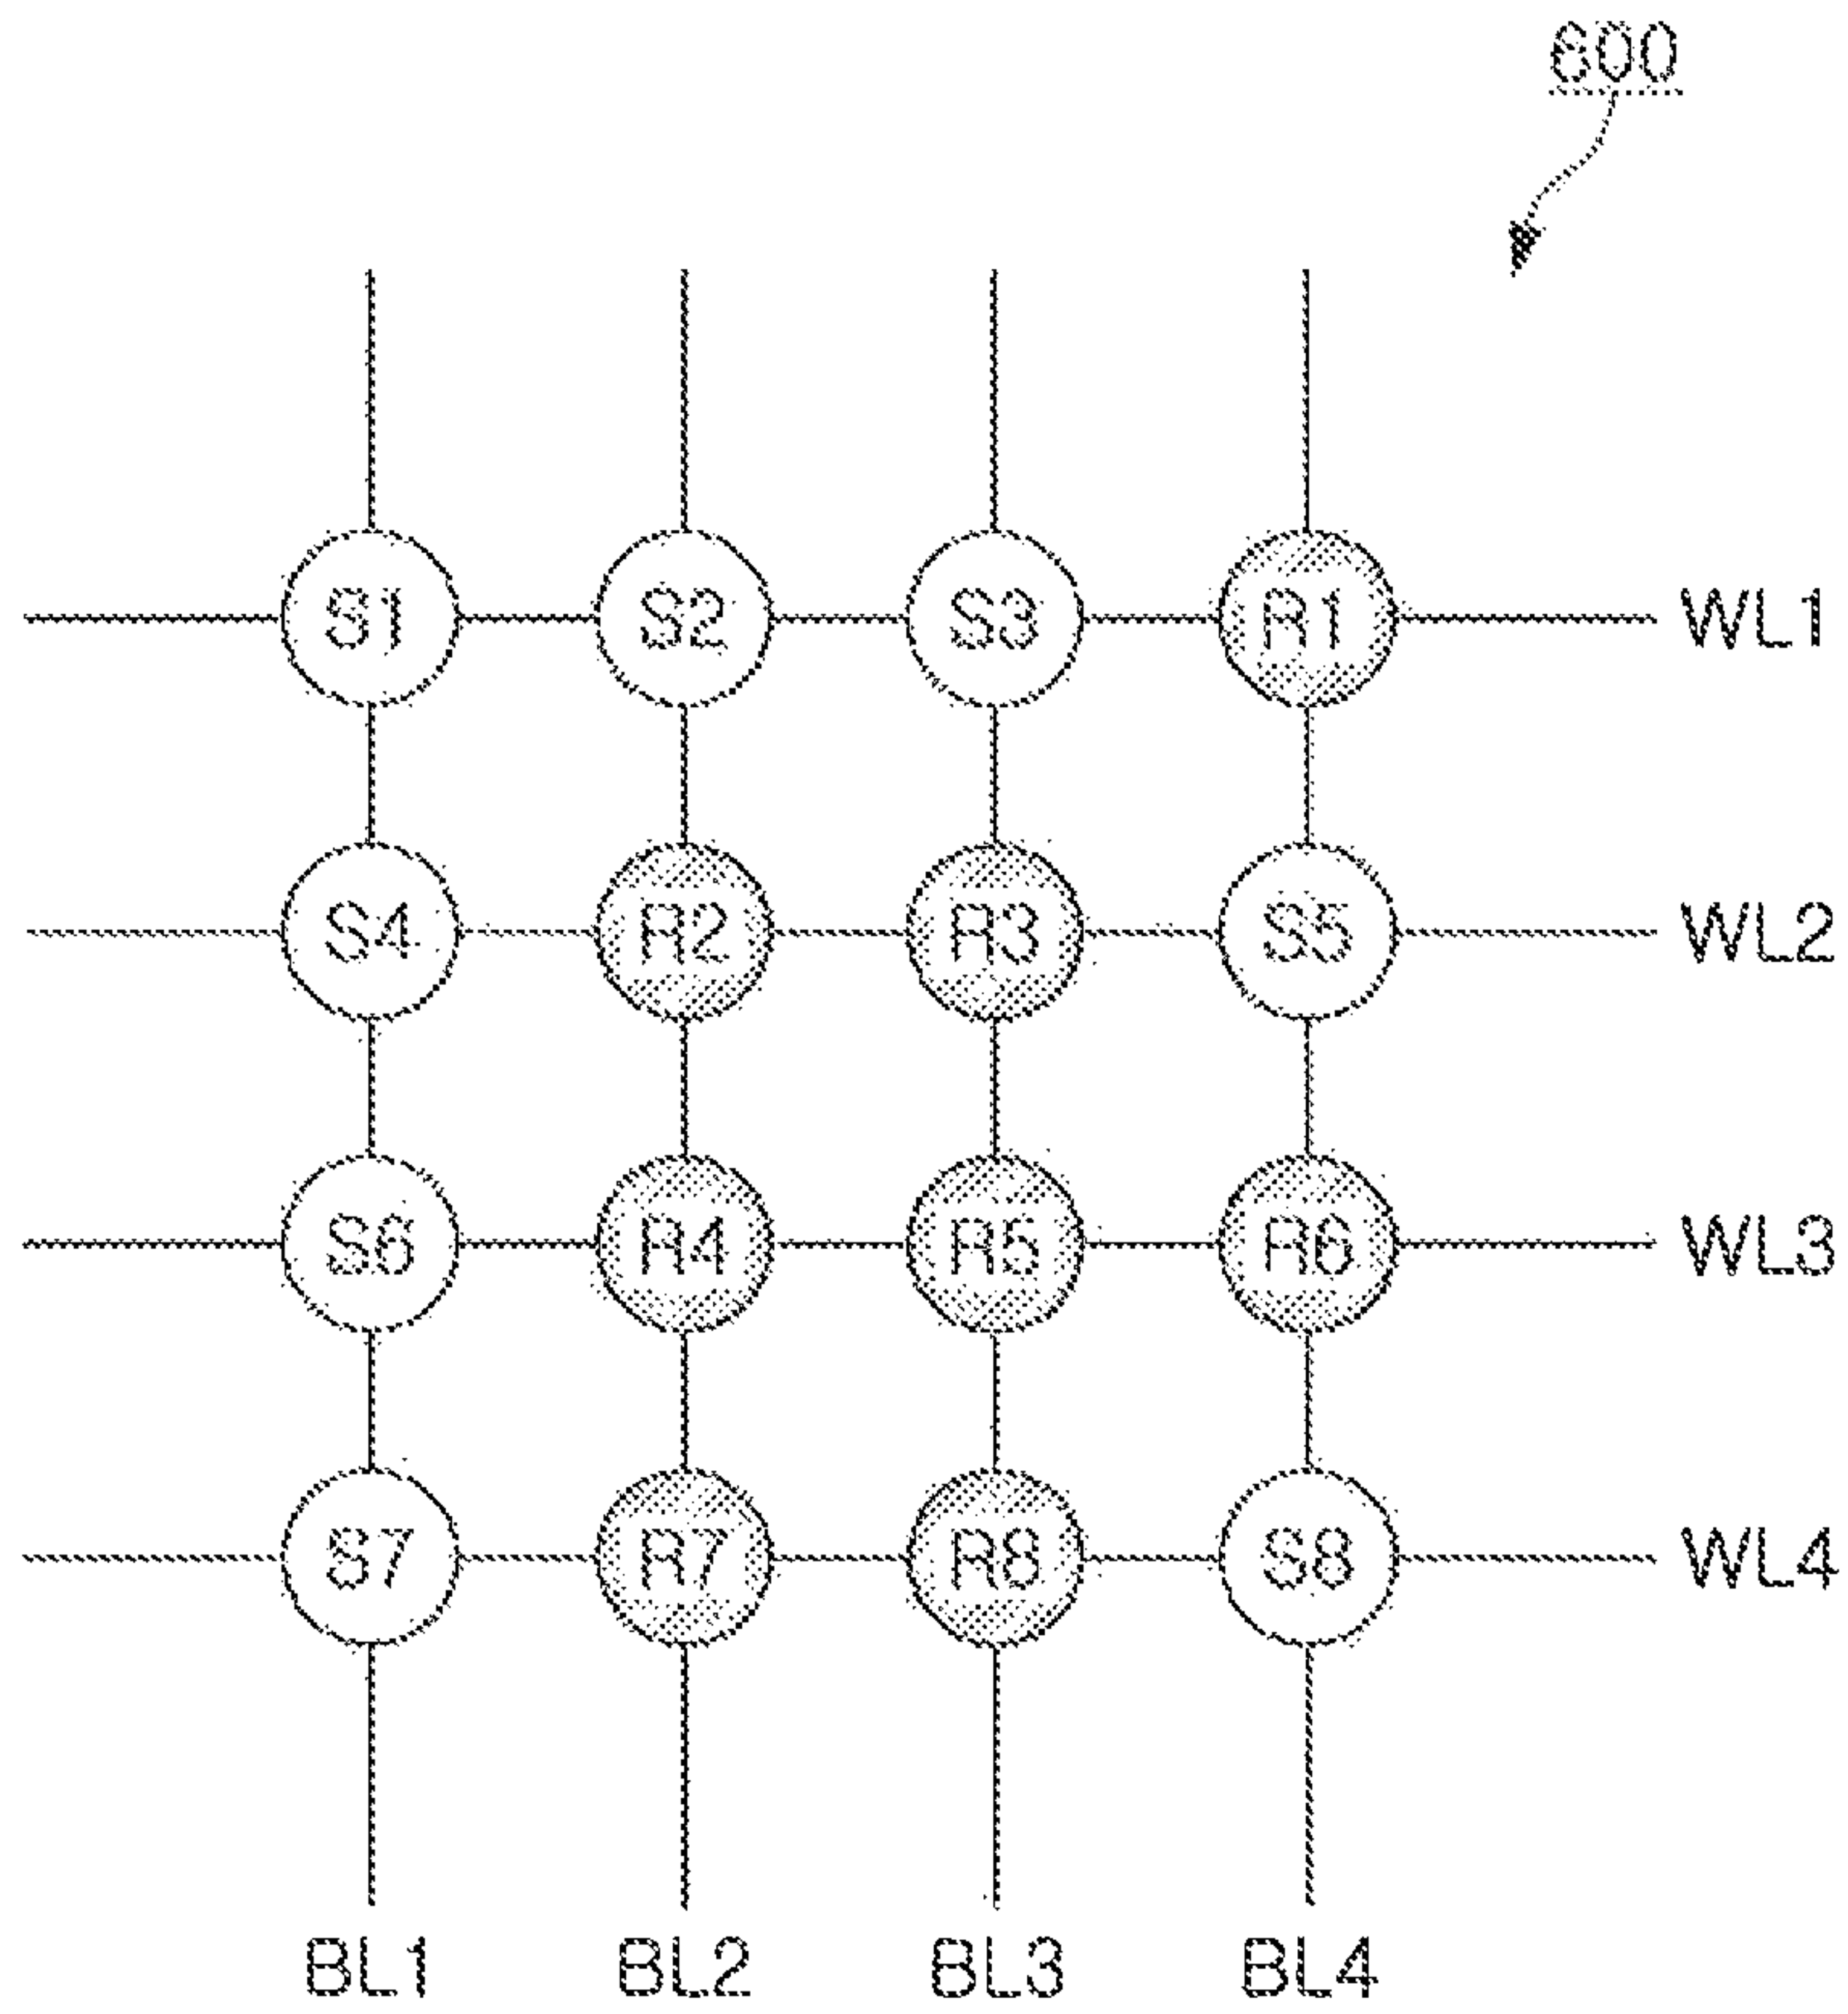 600
S1 S2 S3 R1 WL1
S4 R2 R3 S5 WL2
S6 R4 R5 R6 WL3
S7 R7 R8 S8 WL4
BL1 BL2 BL3 BL4